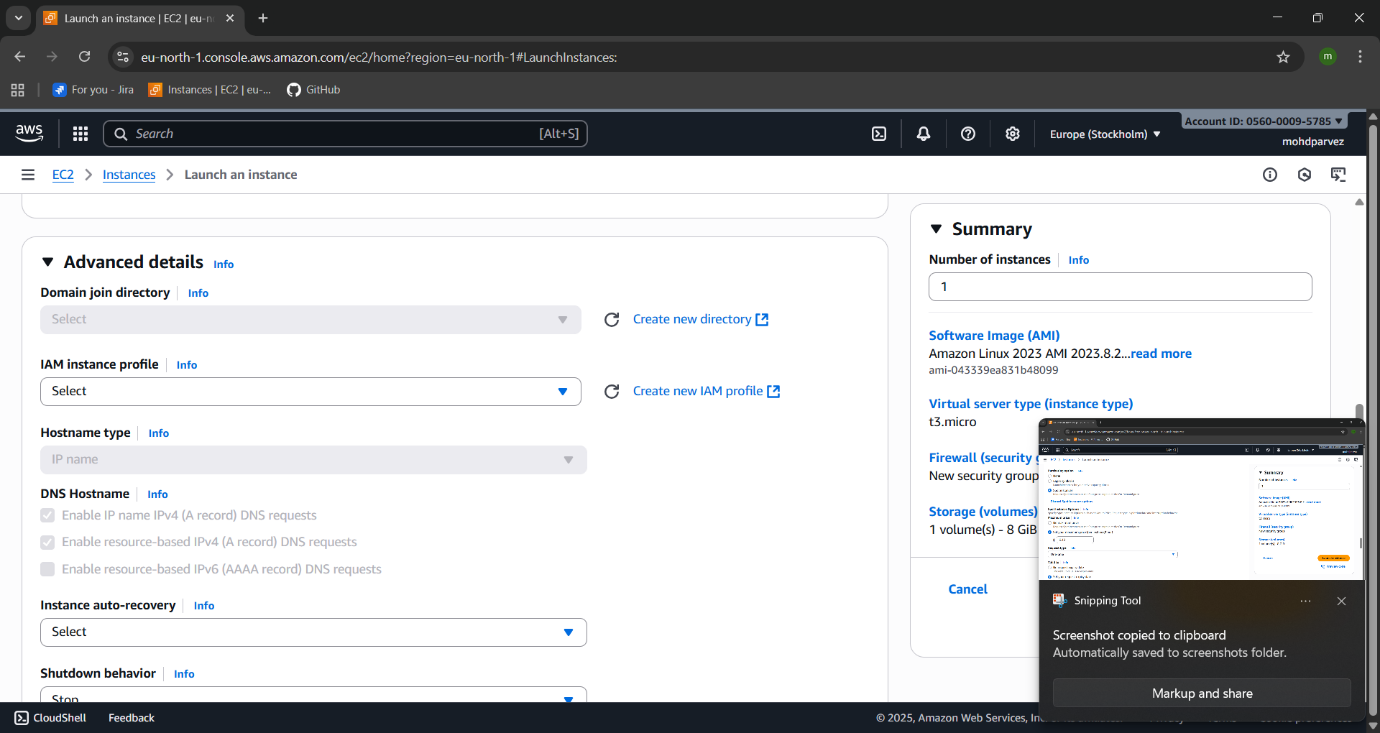 Launch an instance | EC2 | eu-n
eu-north-1.console.aws.amazon.com/ec2/home?region=eu-north-1#LaunchInstances:
m
For you - Jira
Instances | EC2 | eu-...
GitHub
aws
Search
[Alt+S]
Europe (Stockholm)
Account ID: 0560-0009-5785
mohdparvez
EC2
Instances
Launch an instance
Advanced details Info
Domain join directory Info
Select
Create new directory
IAM instance profile Info
Select
Create new IAM profile
Hostname type Info
IP name
DNS Hostname Info
Enable IP name IPv4 (A record) DNS requests
Enable resource-based IPv4 (A record) DNS requests
Enable resource-based IPv6 (AAAA record) DNS requests
Instance auto-recovery Info
Select
Shutdown behavior Info
Stop
Summary
Number of instances Info
1
Software Image (AMI)
Amazon Linux 2023 AMI 2023.8.2...read more
ami-043339ea831b48099
Virtual server type (instance type)
t3.micro
Firewall (security
New security group
Storage (volumes)
1 volume(s) - 8 GiB
Cancel
Snipping Tool
Screenshot copied to clipboard
Automatically saved to screenshots folder.
Markup and share
CloudShell
Feedback
© 2025, Amazon Web Services,